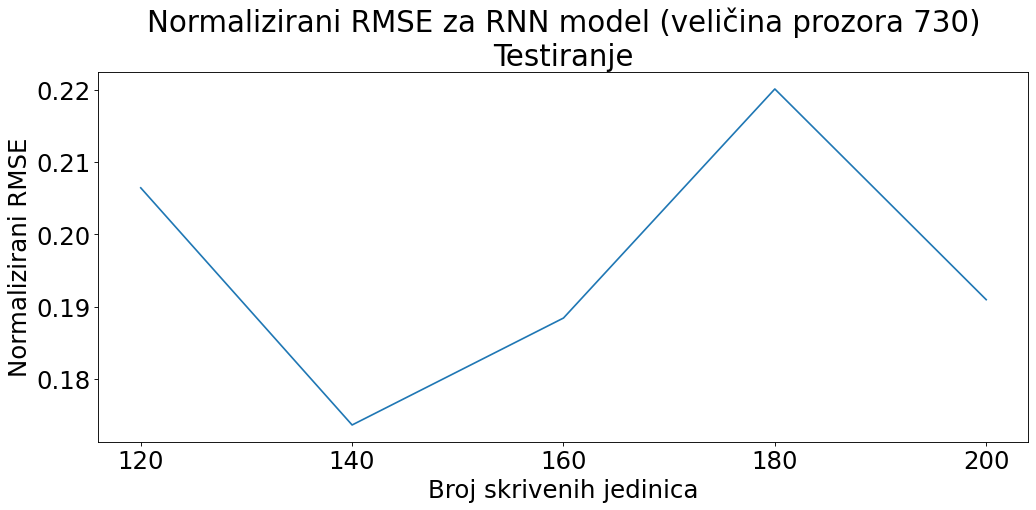 Normalizirani RMSE za RNN model (veličina prozora 730)
Testiranje
Normalizirani RMSE
0.22
0.21
0.20
0.19
0.18
120 140 160 180 200
Broj skrivenih jedinica